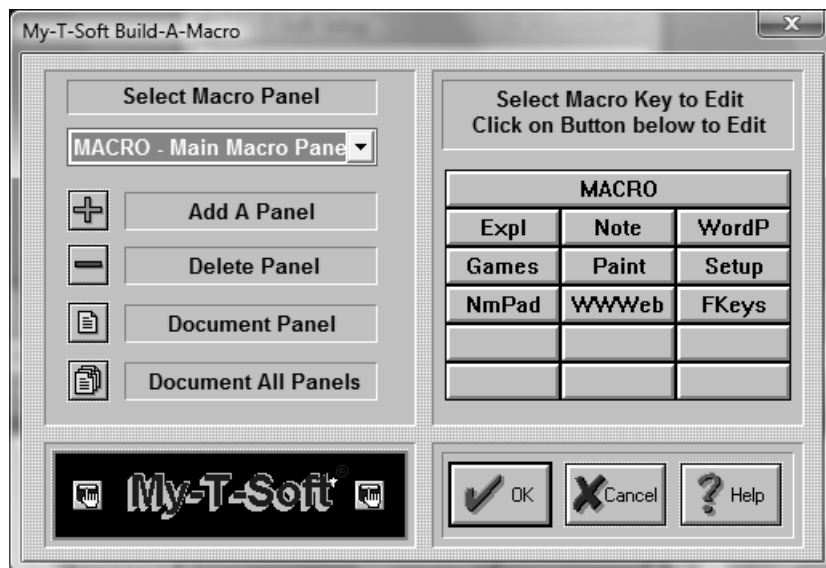 My-T-Soft Build-A-Macro
Select Macro Panel
MACRO - Main Macro Pane
Add A Panel
Delete Panel
Document Panel
Document All Panels
Select Macro Key to Edit
Click on Button below to Edit
MACRO
Expl Note WordP
Games Paint Setup
NmPad WWWeb FKeys
My-T-Soft®
OK Cancel Help